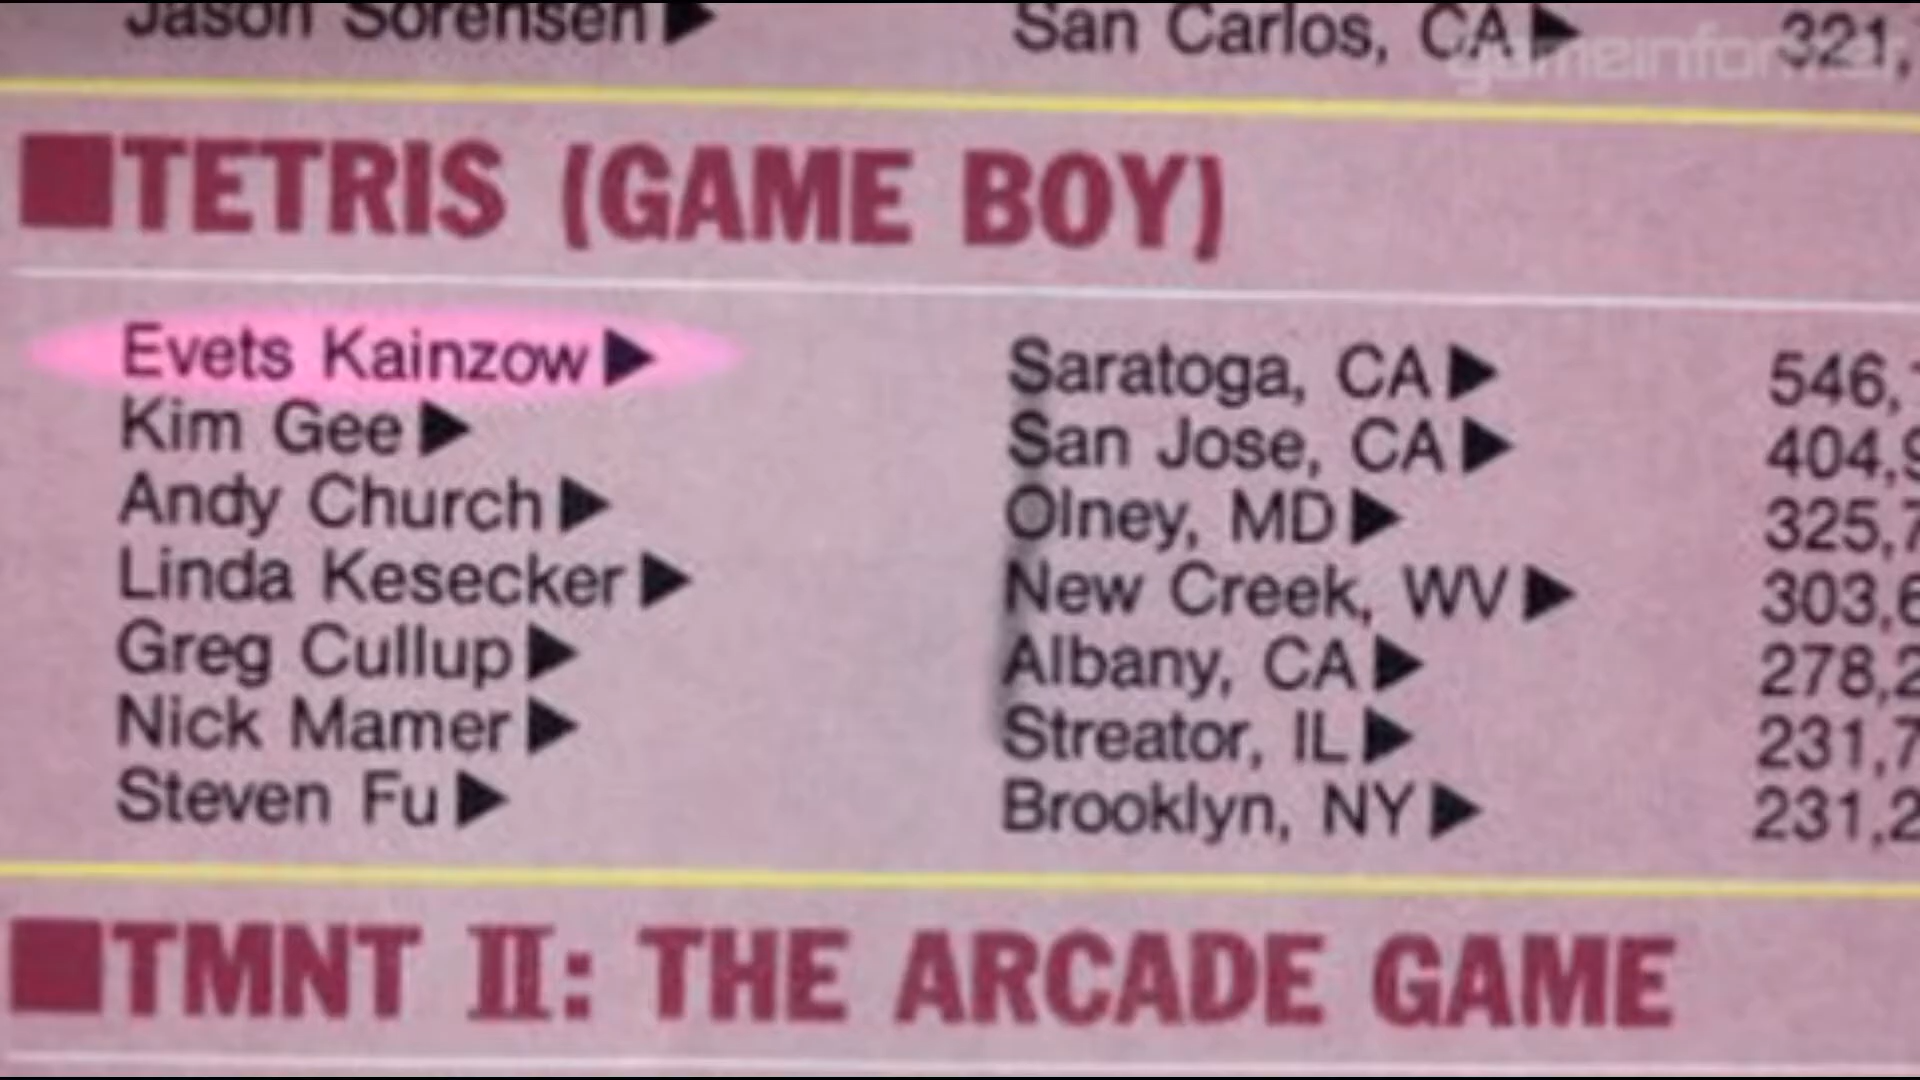 Jason Sorensen▶ San Carlos, CA▶ 321,
gameinformer
■TETRIS (GAME BOY)
Evets Kainzow▶ Saratoga, CA▶ 546,
Kim Gee▶ San Jose, CA▶ 404,9
Andy Church▶ Olney, MD▶ 325,7
Linda Kesecker▶ New Creek, WV▶ 303,6
Greg Cullup▶ Albany, CA▶ 278,2
Nick Mamer▶ Streator, IL▶ 231,7
Steven Fu▶ Brooklyn, NY▶ 231,2
■TMNT II: THE ARCADE GAME